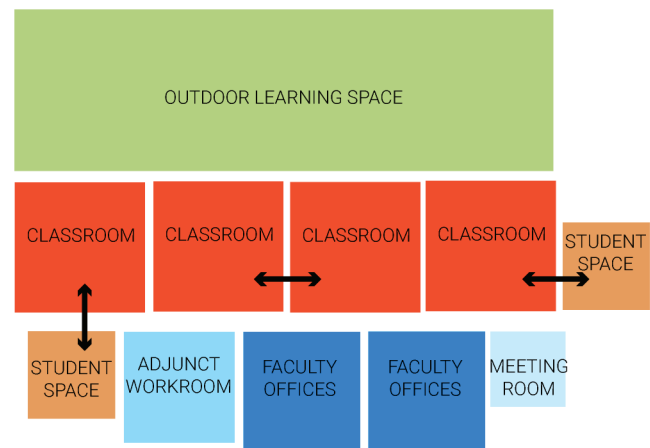 OUTDOOR LEARNING SPACE
CLASSROOM
CLASSROOM
CLASSROOM
CLASSROOM
STUDENT
SPACE
STUDENT
SPACE
ADJUNCT
WORKROOM
FACULTY
OFFICES
FACULTY
OFFICES
MEETING
ROOM